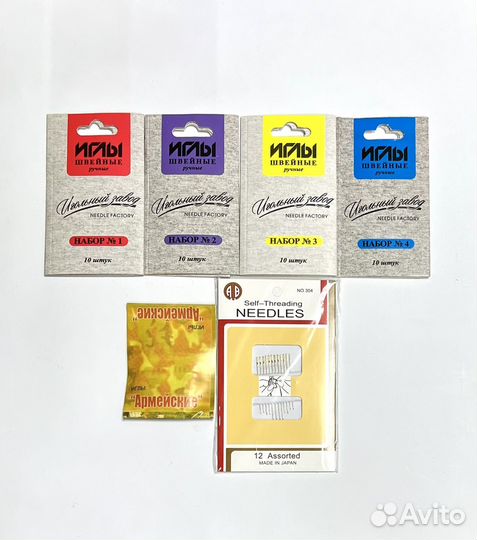 ИГЛЫ
ШВЕЙНЫЕ
ручные
Игольный завод
NEEDLE FACTORY
НАБОР № 1
10 штук
ИГЛЫ
ШВЕЙНЫЕ
ручные
Игольный завод
NEEDLE FACTORY
НАБОР № 2
10 штук
ИГЛЫ
ШВЕЙНЫЕ
ручные
Игольный завод
NEEDLE FACTORY
НАБОР № 3
10 штук
ИГЛЫ
ШВЕЙНЫЕ
ручные
Игольный завод
NEEDLE FACTORY
НАБОР № 4
10 штук
"Армейские"
ИГЛЫ
ИГЛЫ
"Армейские"
AB
NO.304
Self-Threading
NEEDLES
12 Assorted
MADE IN JAPAN
Avito